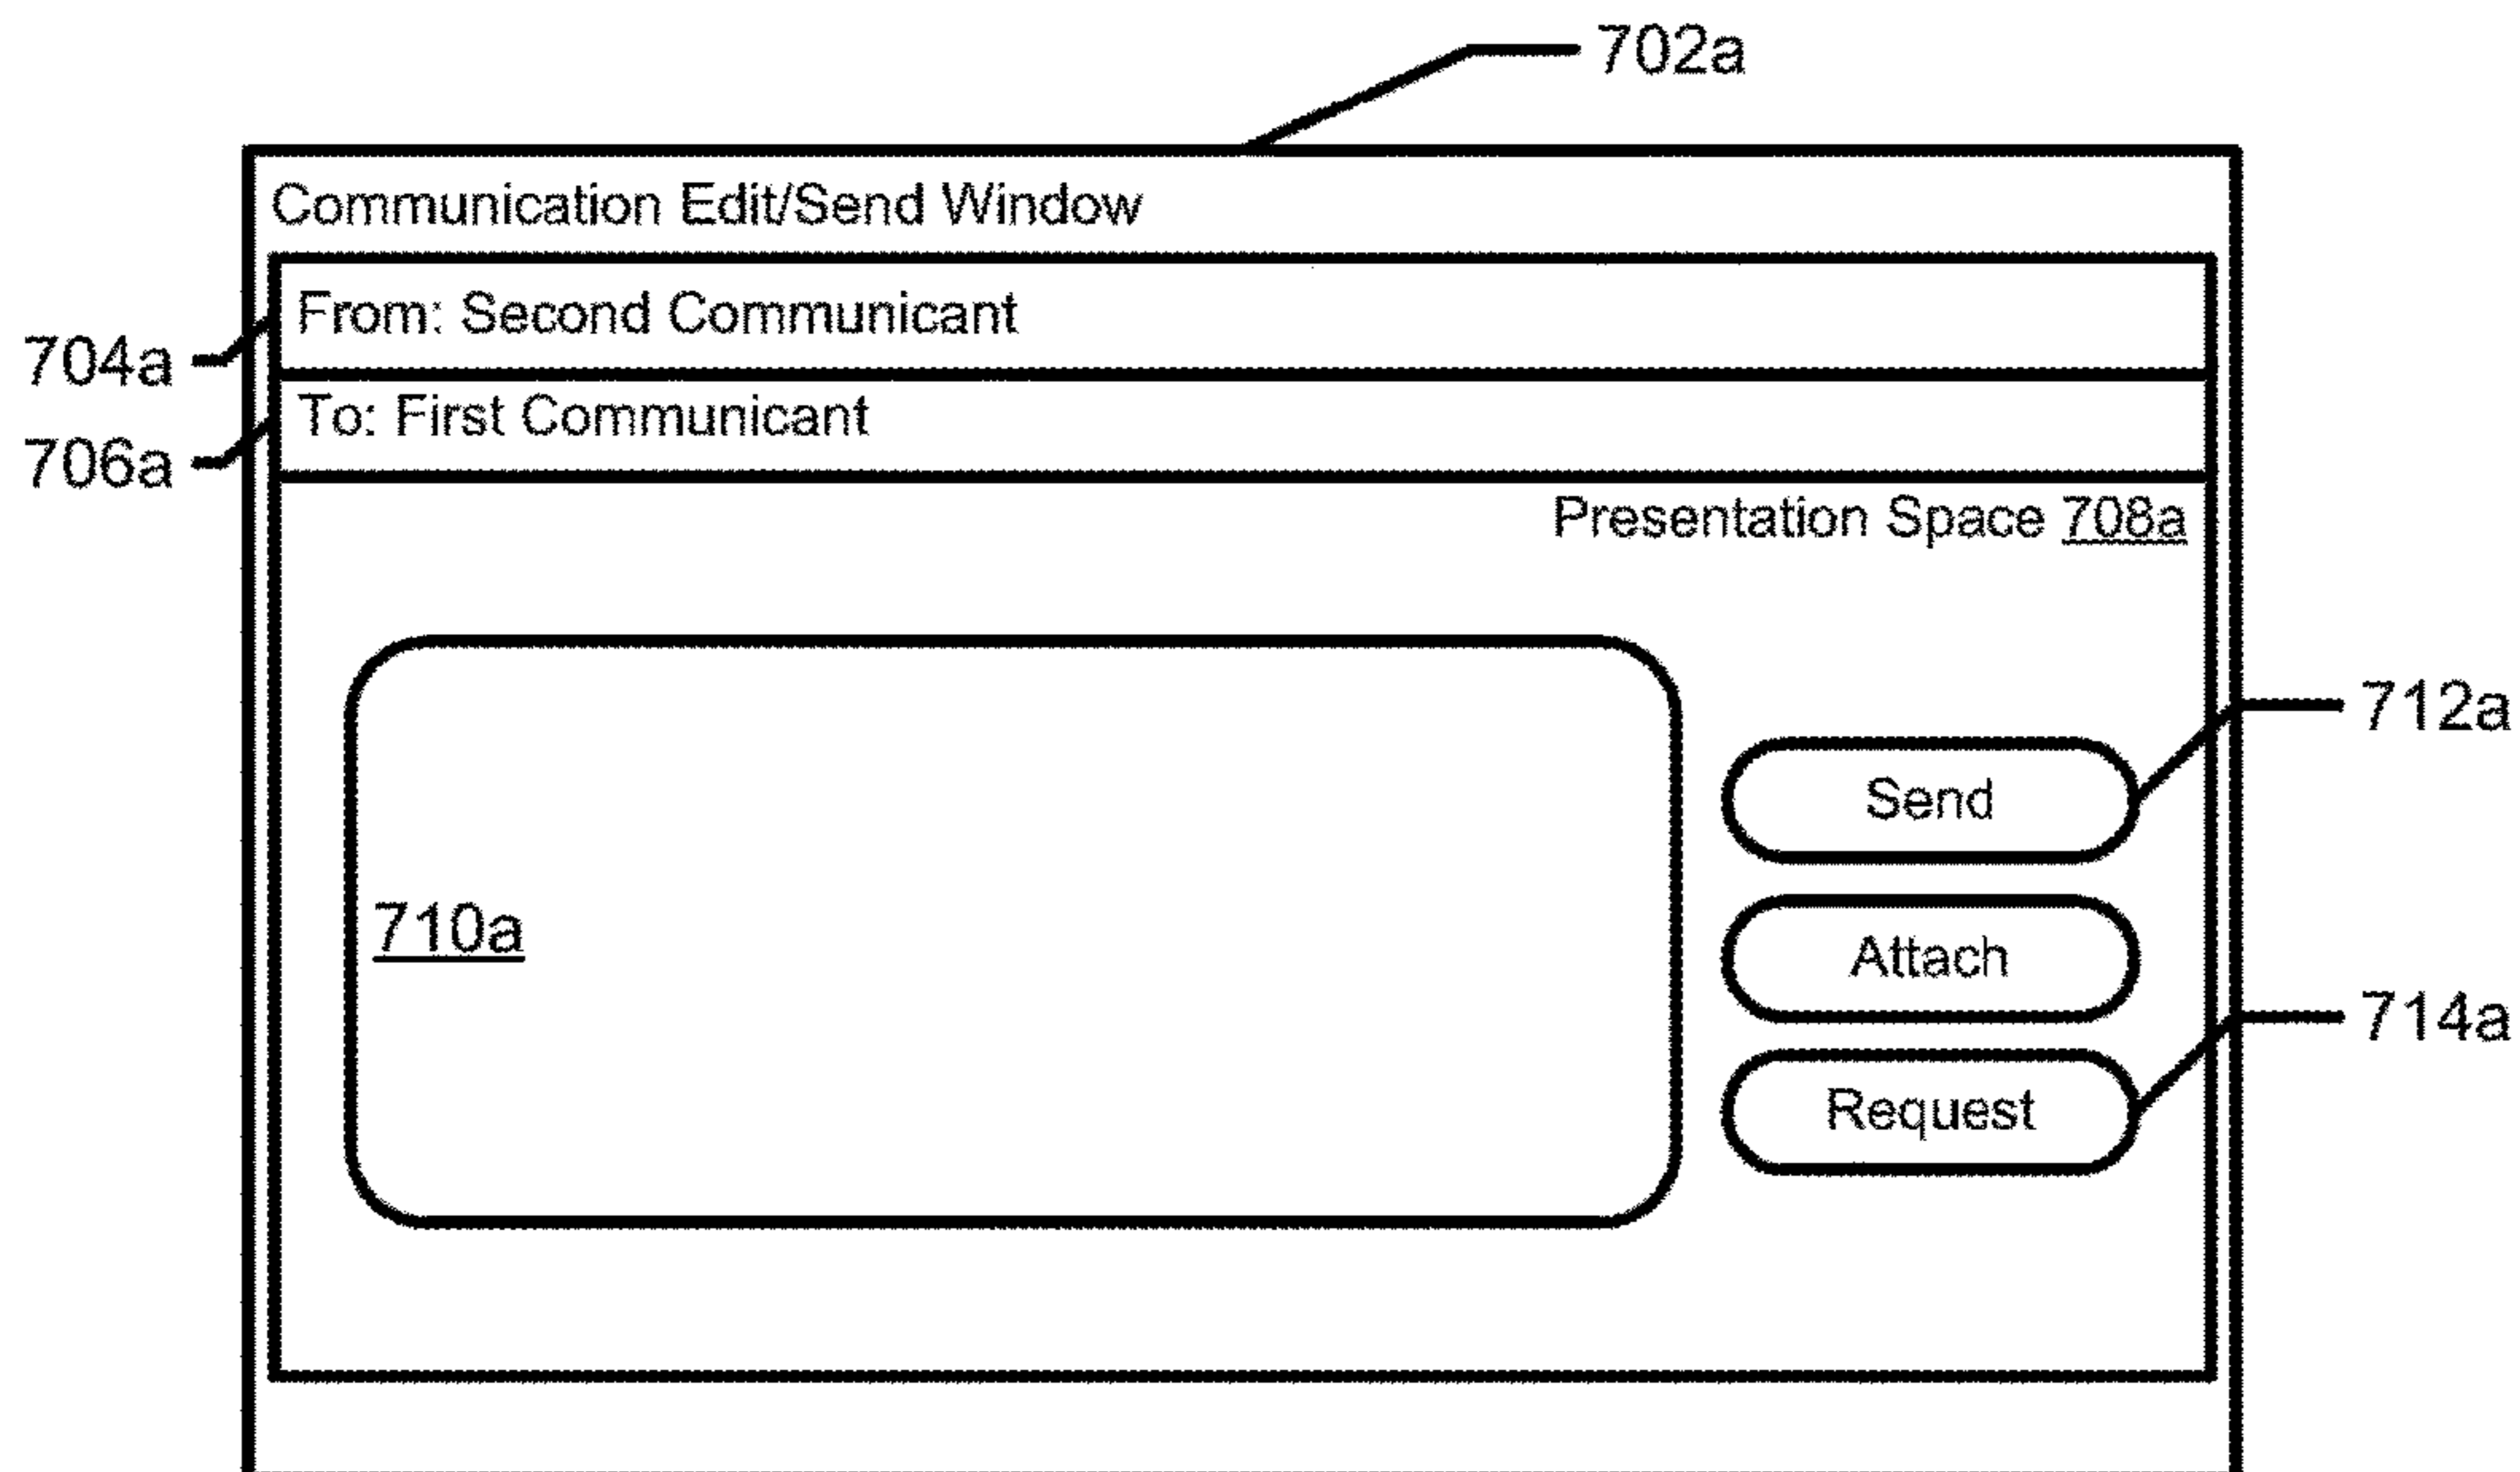 702a
Communication Edit/Send Window
From: Second Communicant
704a
To: First Communicant
706a
Presentation Space 708a
712a
Send
710a
Attach
714a
Request